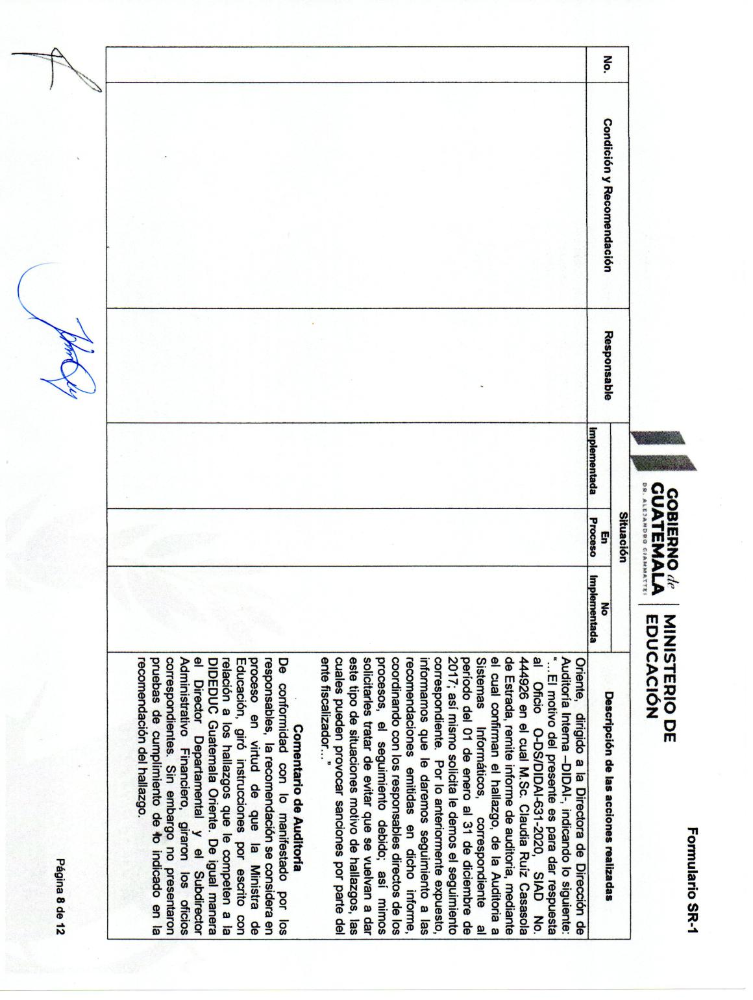 Formulario SR-1
GOBIERNO de
GUATEMALA
DR. ALEJANDRO GIAMMATTEI
MINISTERIO DE
EDUCACIÓN
No.
Condición y Recomendación
Responsable
Situación
Implementada
En
Proceso
No
Implementada
Descripción de las acciones realizadas
Oriente, dirigido a la Directora de Dirección de
Auditoría Interna –DIDAI-, indicando lo siguiente:
“…El motivo del presente es para dar respuesta
al Oficio O-DS/DIDAI-631-2020, SIAD No.
444926 en el cual M.Sc. Claudia Ruíz Casasola
de Estrada, remite informe de auditoría, mediante
el cual confirman el hallazgo, de la Auditoria a
Sistemas Informáticos, correspondiente al
período del 01 de enero al 31 de diciembre de
2017; así mismo solicita le demos el seguimiento
correspondiente. Por lo anteriormente expuesto,
informamos que le daremos seguimiento a las
recomendaciones emitidas en dicho informe,
coordinando con los responsables directos de los
procesos, el seguimiento debido; así mimos
solicitarles tratar de evitar que se vuelvan a dar
este tipo de situaciones motivo de hallazgos, las
cuales pueden provocar sanciones por parte del
ente fiscalizador…”
Comentario de Auditoría
De conformidad con lo manifestado por los
responsables, la recomendación se considera en
proceso en virtud de que la Ministra de
Educación, giró instrucciones por escrito con
relación a los hallazgos que le competen a la
DIDEDUC Guatemala Oriente. De igual manera
el Director Departamental y el Subdirector
Administrativo Financiero, giraron los oficios
correspondientes. Sin embargo no presentaron
pruebas de cumplimiento de lo indicado en la
recomendación del hallazgo.
Página 8 de 12